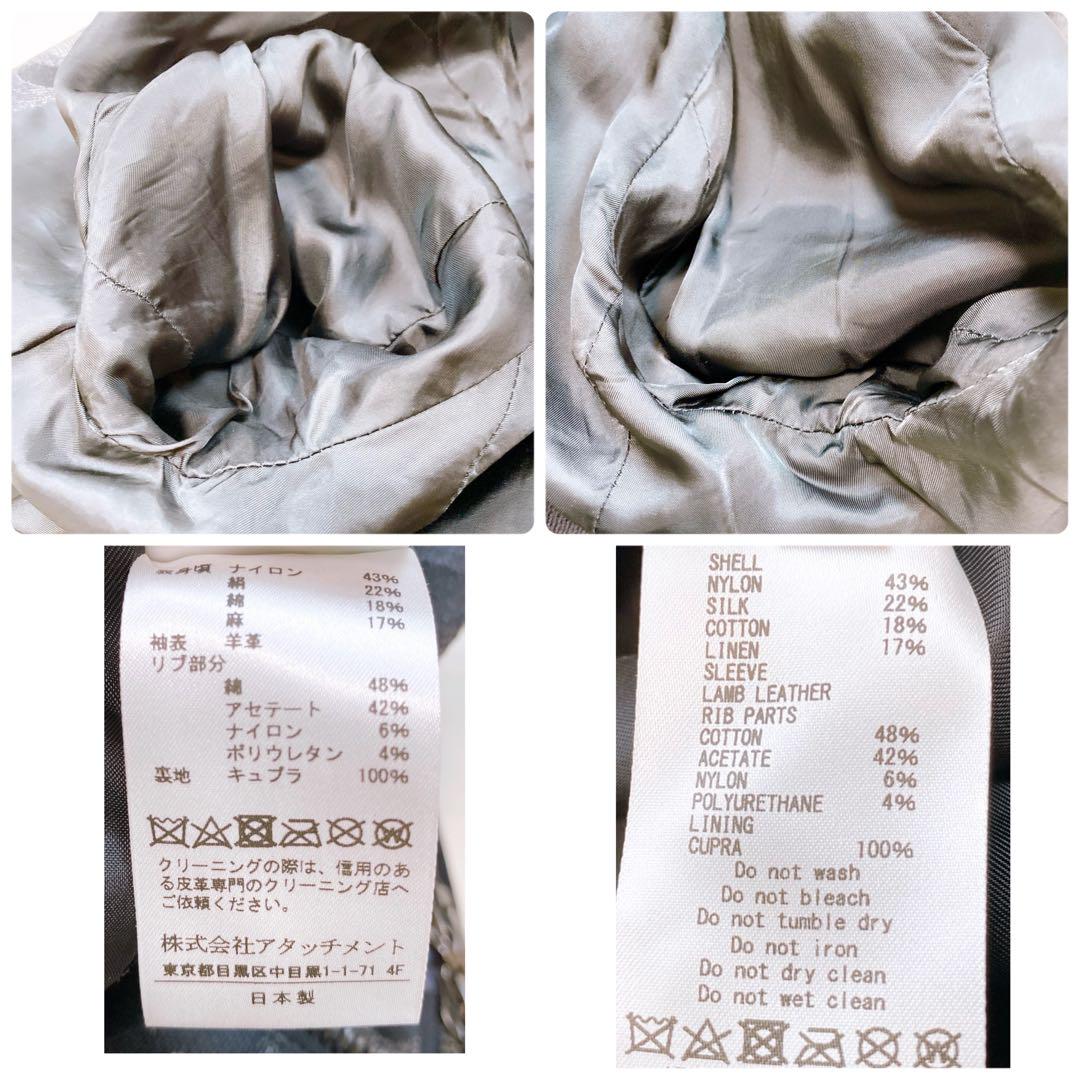 ナイロン 43%
絹 22%
綿 18%
麻 17%
袖表 羊革
リブ部分
綿 48%
アセテート 42%
ナイロン 6%
ポリウレタン 4%
裏地 キュプラ 100%
クリーニングの際は、信用のあ
る皮革専門のクリーニング店へ
ご依頼ください。
株式会社アタッチメント
東京都目黒区中目黒1-1-71 4F
日本製
SHELL
NYLON 43%
SILK 22%
COTTON 18%
LINEN 17%
SLEEVE
LAMB LEATHER
RIB PARTS
COTTON 48%
ACETATE 42%
NYLON 6%
POLYURETHANE 4%
LINING
CUPRA 100%
Do not wash
Do not bleach
Do not tumble dry
Do not iron
Do not dry clean
Do not wet clean